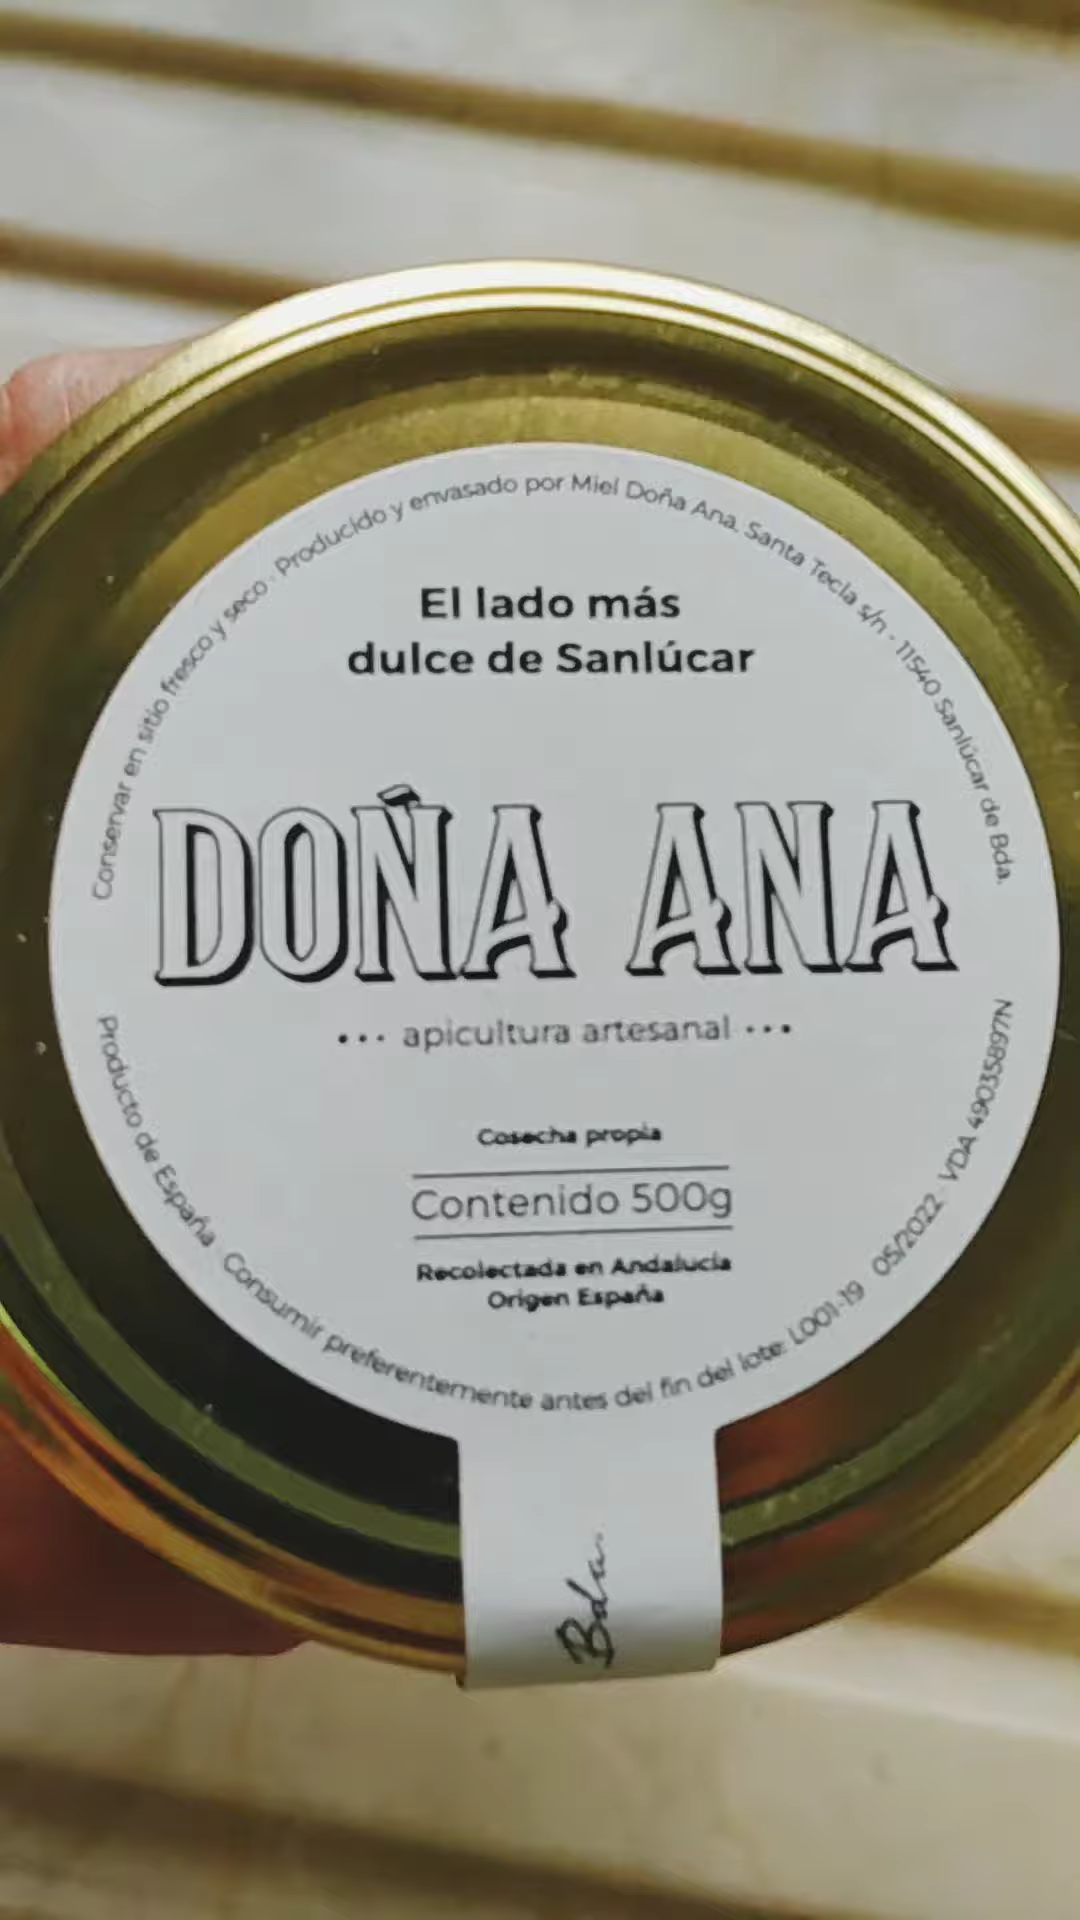 Conservar en sitio fresco y seco · Producido y envasado por Miel Doña Ana. Santa Tecla s/n - 11540 Sanlúcar de Bda.
El lado más
dulce de Sanlúcar
DOÑA ANA
••• apicultura artesanal •••
Cosecha propia
Contenido 500g
Recolectada en Andalucía
Origen España
Producto de España · Consumir preferentemente antes del fin del lote: L001-19 05/2022 · VDA 49035897N
Bda.